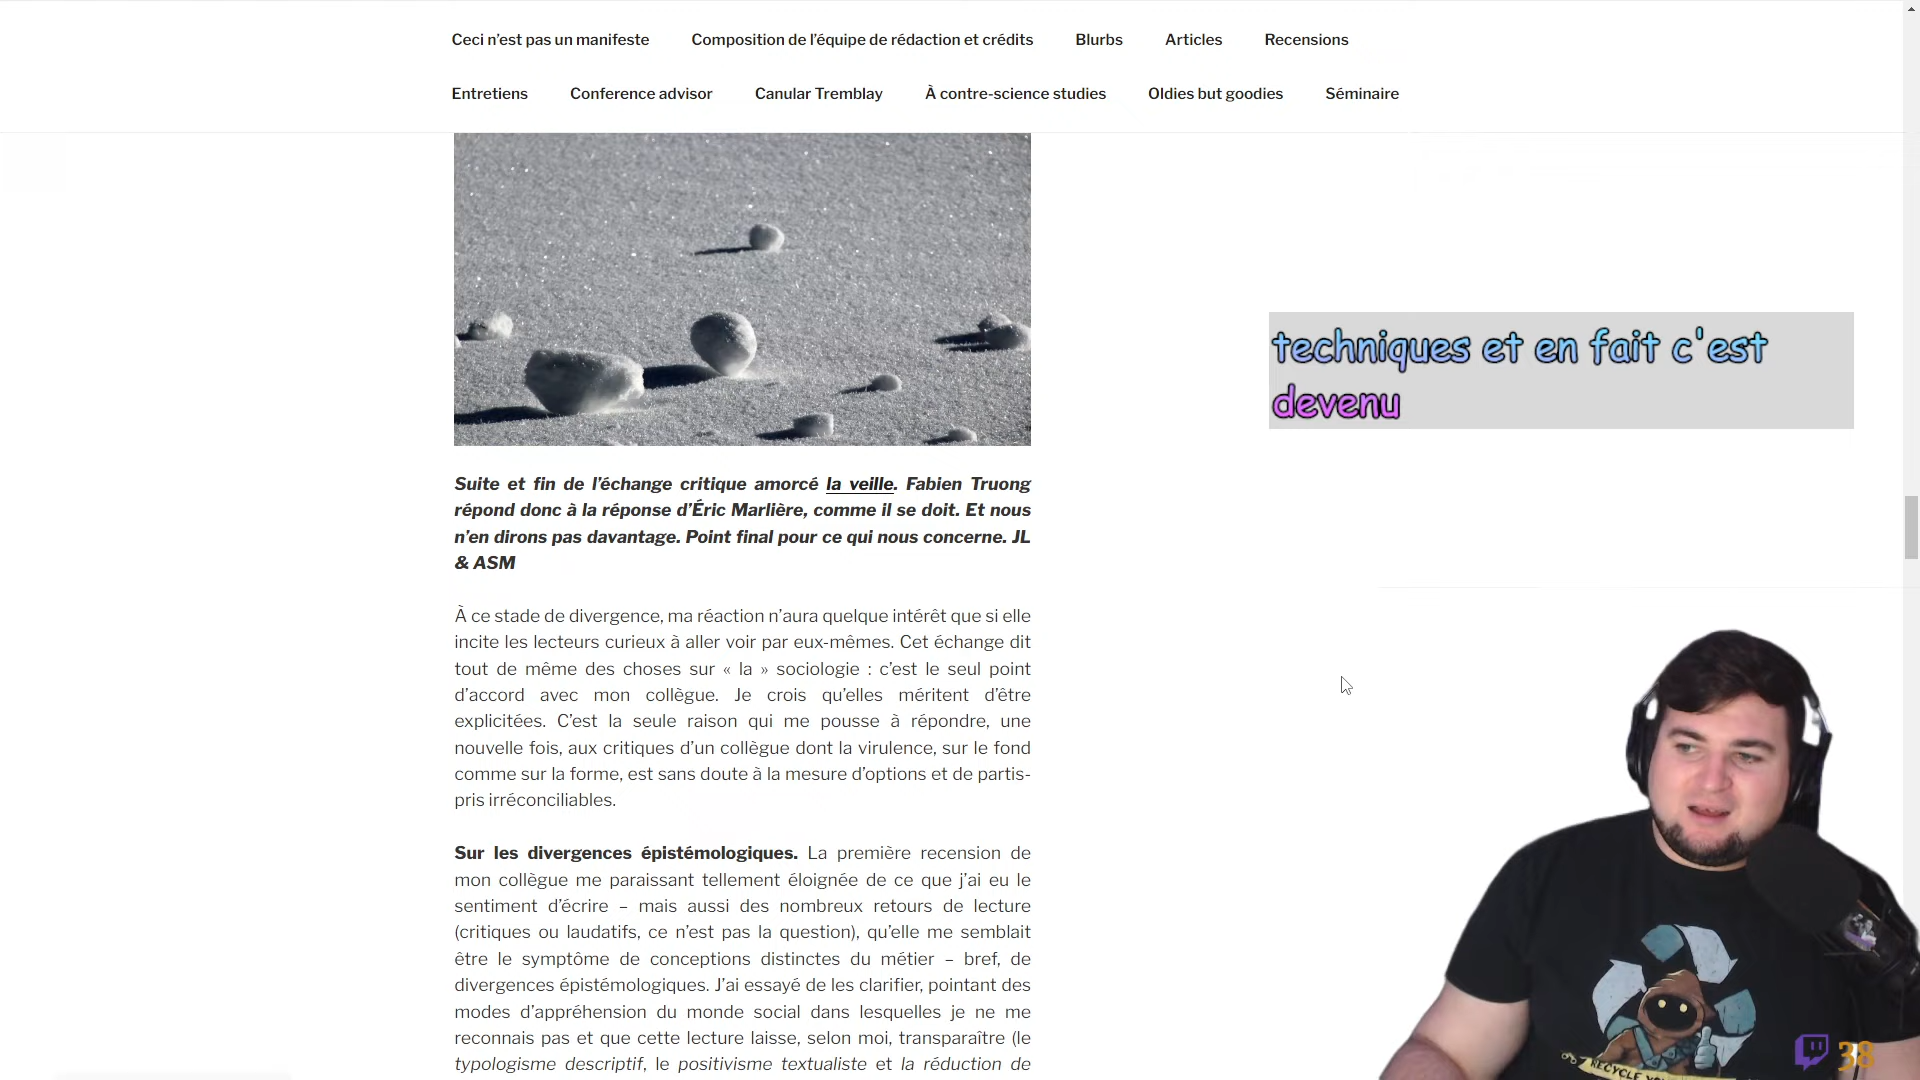 Ceci n’est pas un manifeste Composition de l’équipe de rédaction et crédits Blurbs Articles Recensions
Entretiens Conference advisor Canular Tremblay À contre-science studies Oldies but goodies Séminaire
techniques et en fait c'est
devenu
Suite et fin de l’échange critique amorcé la veille. Fabien Truong
répond donc à la réponse d’Éric Marlière, comme il se doit. Et nous
n’en dirons pas davantage. Point final pour ce qui nous concerne. JL
& ASM
À ce stade de divergence, ma réaction n’aura quelque intérêt que si elle
incite les lecteurs curieux à aller voir par eux-mêmes. Cet échange dit
tout de même des choses sur « la » sociologie : c’est le seul point
d’accord avec mon collègue. Je crois qu’elles méritent d’être
explicitées. C’est la seule raison qui me pousse à répondre, une
nouvelle fois, aux critiques d’un collègue dont la virulence, sur le fond
comme sur la forme, est sans doute à la mesure d’options et de partis-
pris irréconciliables.
Sur les divergences épistémologiques. La première recension de
mon collègue me paraissant tellement éloignée de ce que j’ai eu le
sentiment d’écrire – mais aussi des nombreux retours de lecture
(critiques ou laudatifs, ce n’est pas la question), qu’elle me semblait
être le symptôme de conceptions distinctes du métier – bref, de
divergences épistémologiques. J’ai essayé de les clarifier, pointant des
modes d’appréhension du monde social dans lesquelles je ne me
reconnais pas et que cette lecture laisse, selon moi, transparaître (le
typologisme descriptif, le positivisme textualiste et la réduction de
RECYCLE
38